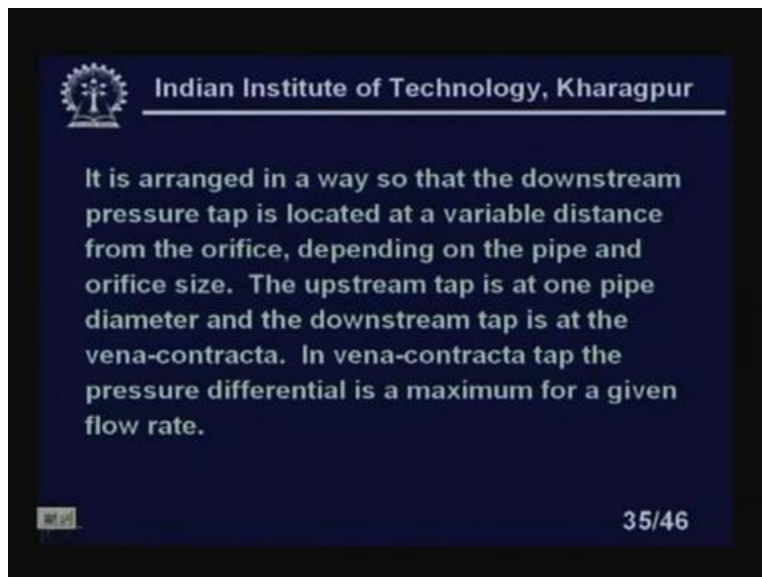 Indian Institute of Technology, Kharagpur
It is arranged in a way so that the downstream
pressure tap is located at a variable distance
from the orifice, depending on the pipe and
orifice size. The upstream tap is at one pipe
diameter and the downstream tap is at the
vena-contracta. In vena-contracta tap the
pressure differential is a maximum for a given
flow rate.
35/46